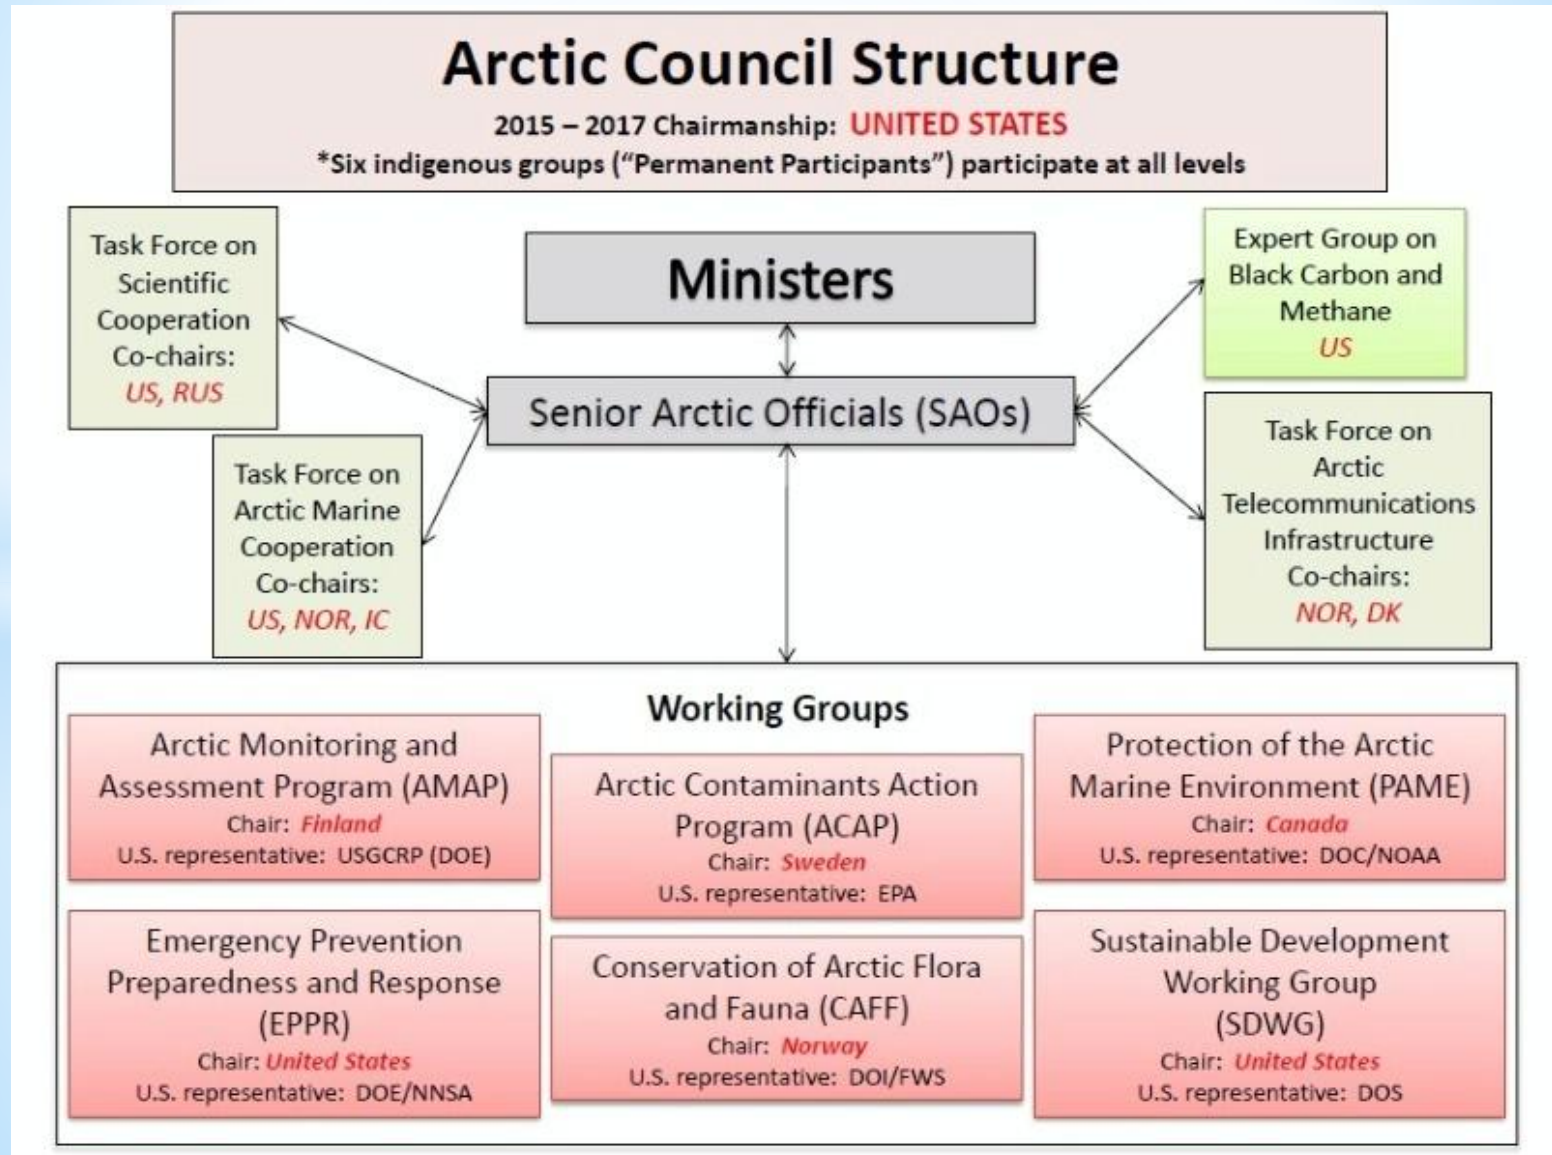 Arctic Council Structure
2015 – 2017 Chairmanship: UNITED STATES
*Six indigenous groups (“Permanent Participants”) participate at all levels
Task Force on
Scientific
Cooperation
Co-chairs:
US, RUS
Ministers
Expert Group on
Black Carbon and
Methane
US
Senior Arctic Officials (SAOs)
Task Force on
Arctic Marine
Cooperation
Co-chairs:
US, NOR, IC
Task Force on
Arctic
Telecommunications
Infrastructure
Co-chairs:
NOR, DK
Working Groups
Arctic Monitoring and
Assessment Program (AMAP)
Chair: Finland
U.S. representative: USGCRP (DOE)
Arctic Contaminants Action
Program (ACAP)
Chair: Sweden
U.S. representative: EPA
Protection of the Arctic
Marine Environment (PAME)
Chair: Canada
U.S. representative: DOC/NOAA
Emergency Prevention
Preparedness and Response
(EPPR)
Chair: United States
U.S. representative: DOE/NNSA
Conservation of Arctic Flora
and Fauna (CAFF)
Chair: Norway
U.S. representative: DOI/FWS
Sustainable Development
Working Group
(SDWG)
Chair: United States
U.S. representative: DOS